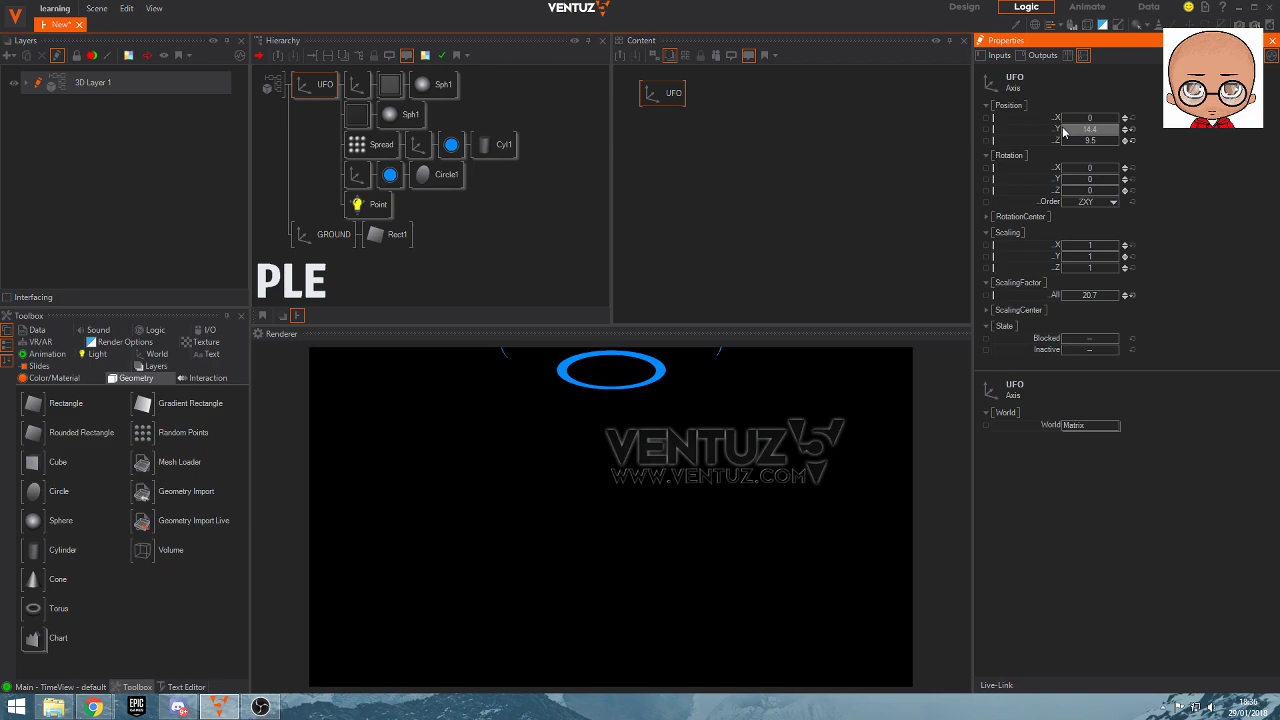 learning Scene Edit View
VENTUZ
Design Logic Animate Data
New*
Layers
Hierarchy
Content
Properties
Inputs Outputs
3D Layer 1
UFO Sph1
Sph1
Spread Cyl1
Circle1
Point
GROUND Rect1
UFO
UFO
Axis
Position
X 0
Y 14.4
Z 9.5
Rotation
X 0
Y 0
Z 0
Order ZXY
RotationCenter
Scaling
X 1
Y 1
Z 1
ScalingFactor
All 20.7
ScalingCenter
State
Blocked --
Inactive --
UFO
Axis
World
World Matrix
Live-Link
PLE
Interfacing
Toolbox
Data Sound Logic I/O
VR/AR Render Options Texture
Animation Light World Text
Slides Layers
Color/Material Geometry Interaction
Rectangle Gradient Rectangle
Rounded Rectangle Random Points
Cube Mesh Loader
Circle Geometry Import
Sphere Geometry Import Live
Cylinder Volume
Cone
Torus
Chart
Renderer
VENTUZ 5
WWW.VENTUZ.COM
Main - TimeView - default Toolbox Text Editor
EPIC
GAMES
18:36
29/01/2018